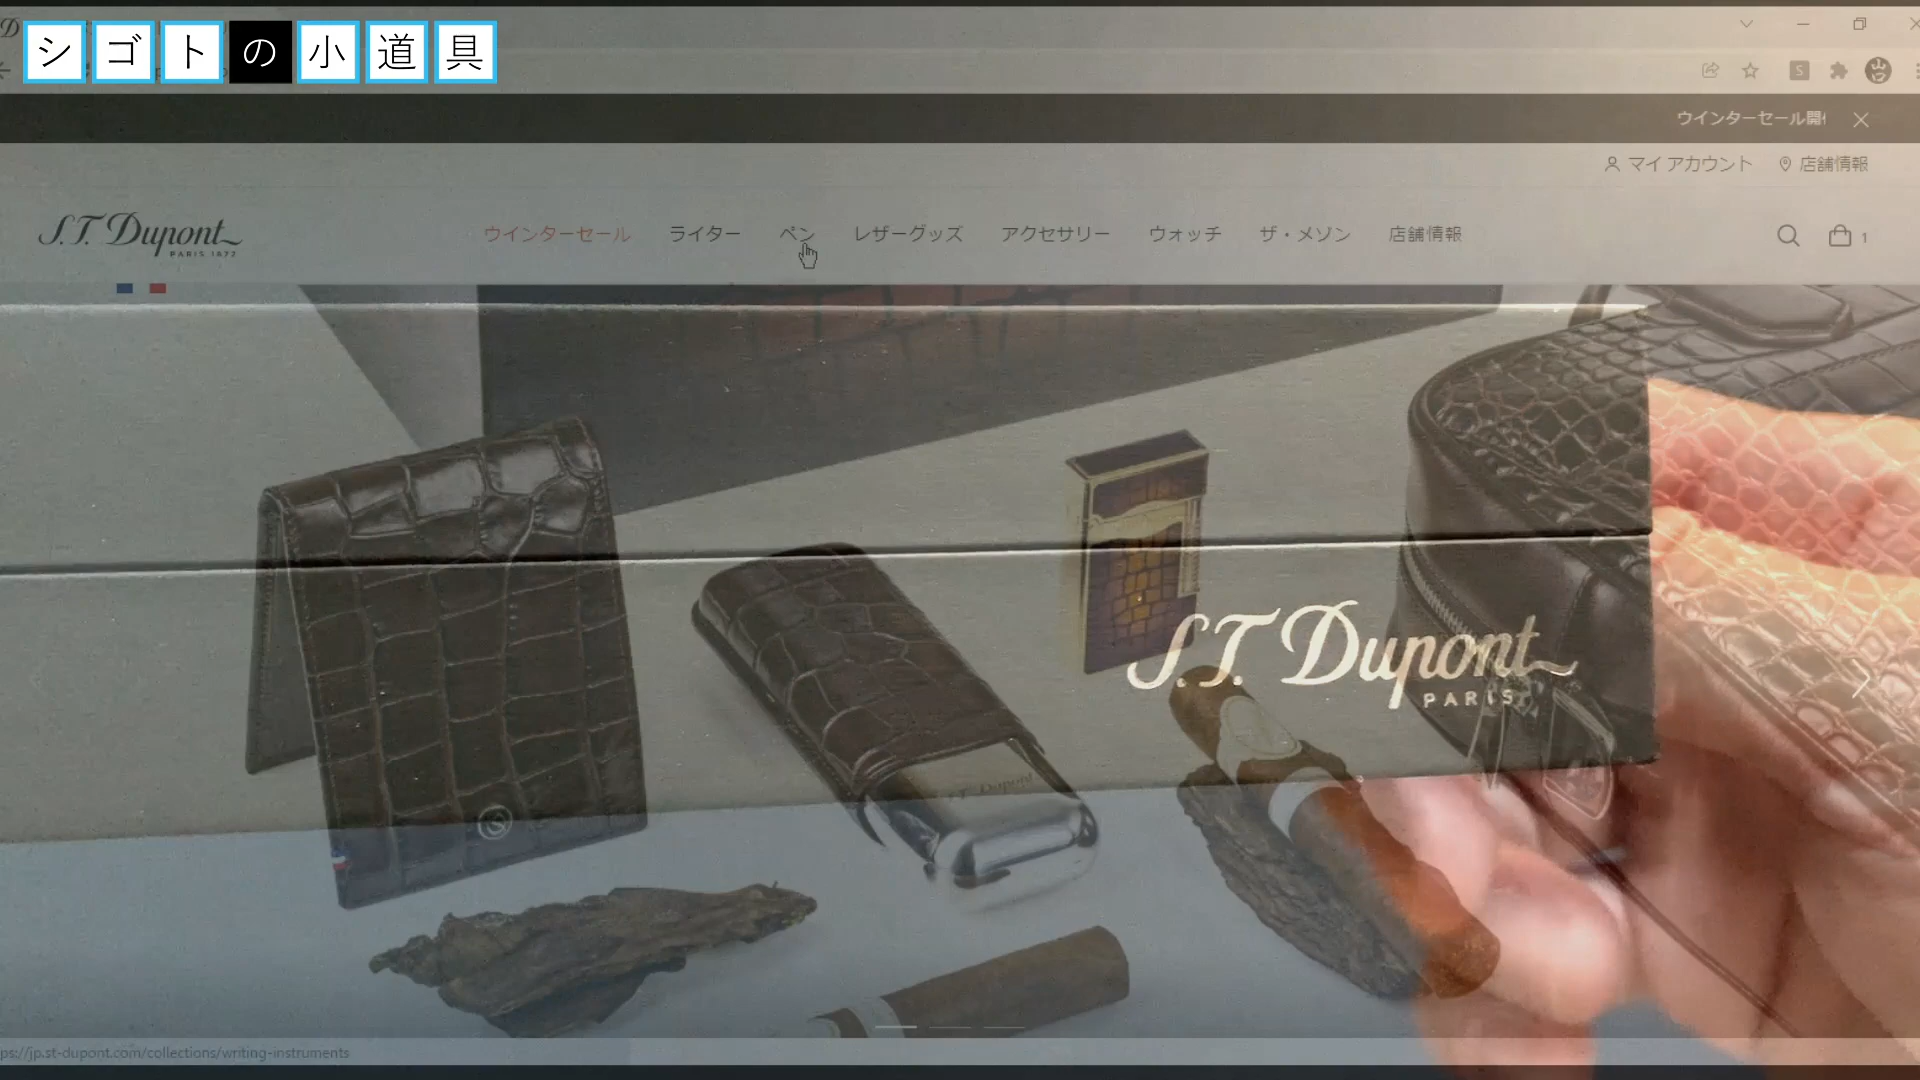 シゴトの小道具
ウインターセール開
マイ アカウント 店舗情報
S.T. Dupont
PARIS 1872
ウインターセール ライター ペン レザーグッズ アクセサリー ウォッチ ザ・メゾン 店舗情報
1
S.T. Dupont
PARIS
S.T. Dupont
ps://jp.st-dupont.com/collections/writing-instruments